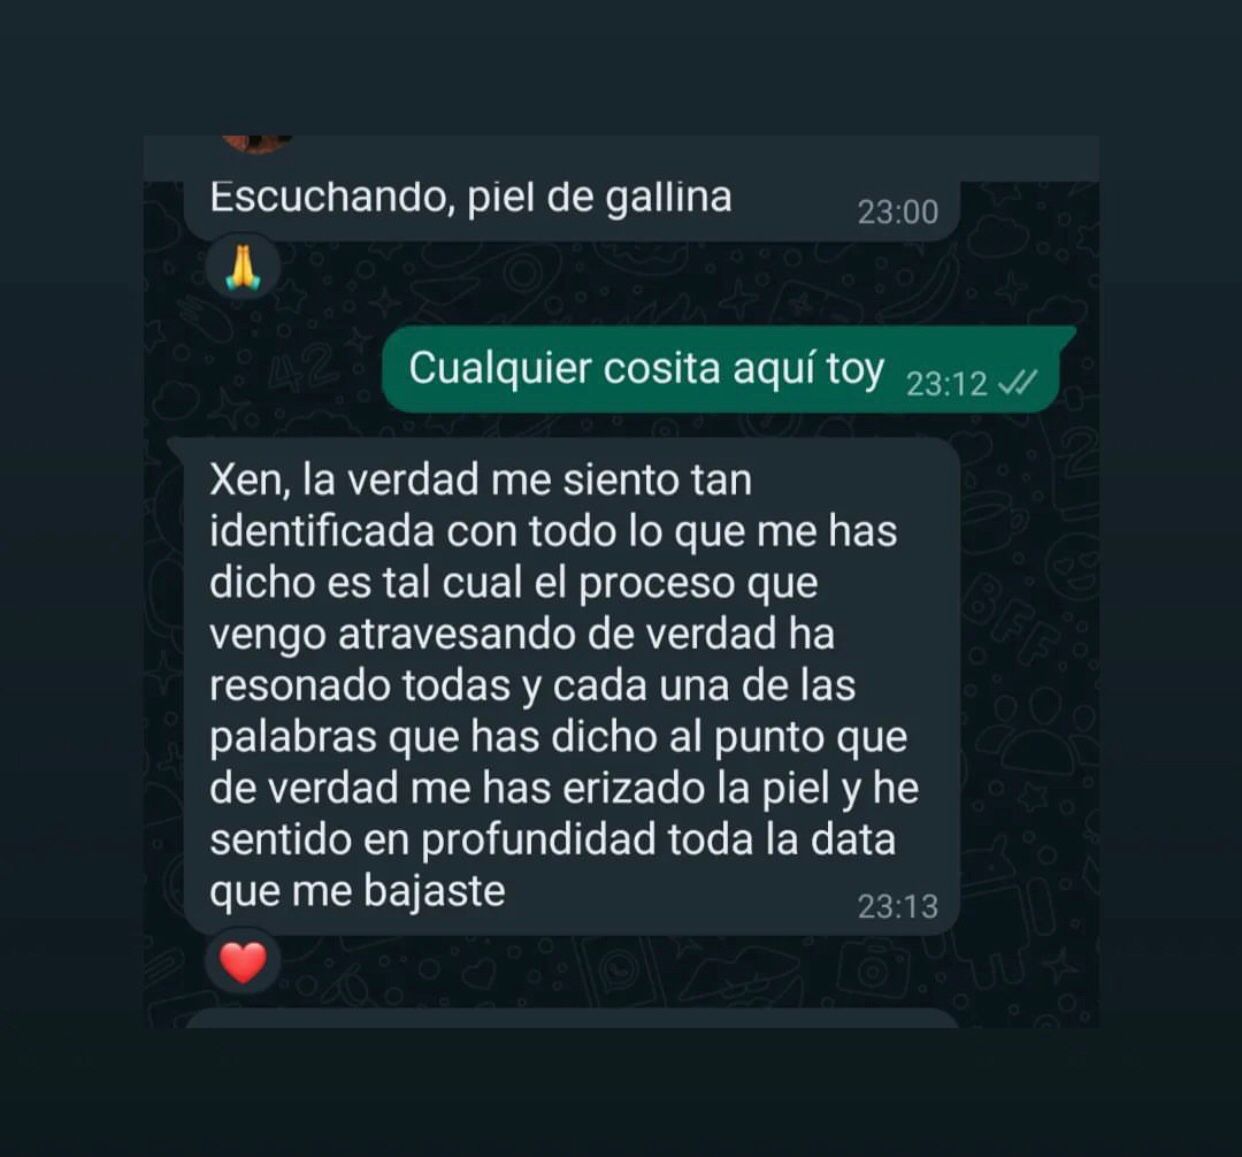 Escuchando, piel de gallina
23:00
🙏
Cualquier cosita aquí toy 23:12
Xen, la verdad me siento tan
identificada con todo lo que me has
dicho es tal cual el proceso que
vengo atravesando de verdad ha
resonado todas y cada una de las
palabras que has dicho al punto que
de verdad me has erizado la piel y he
sentido en profundidad toda la data
que me bajaste
23:13
❤️